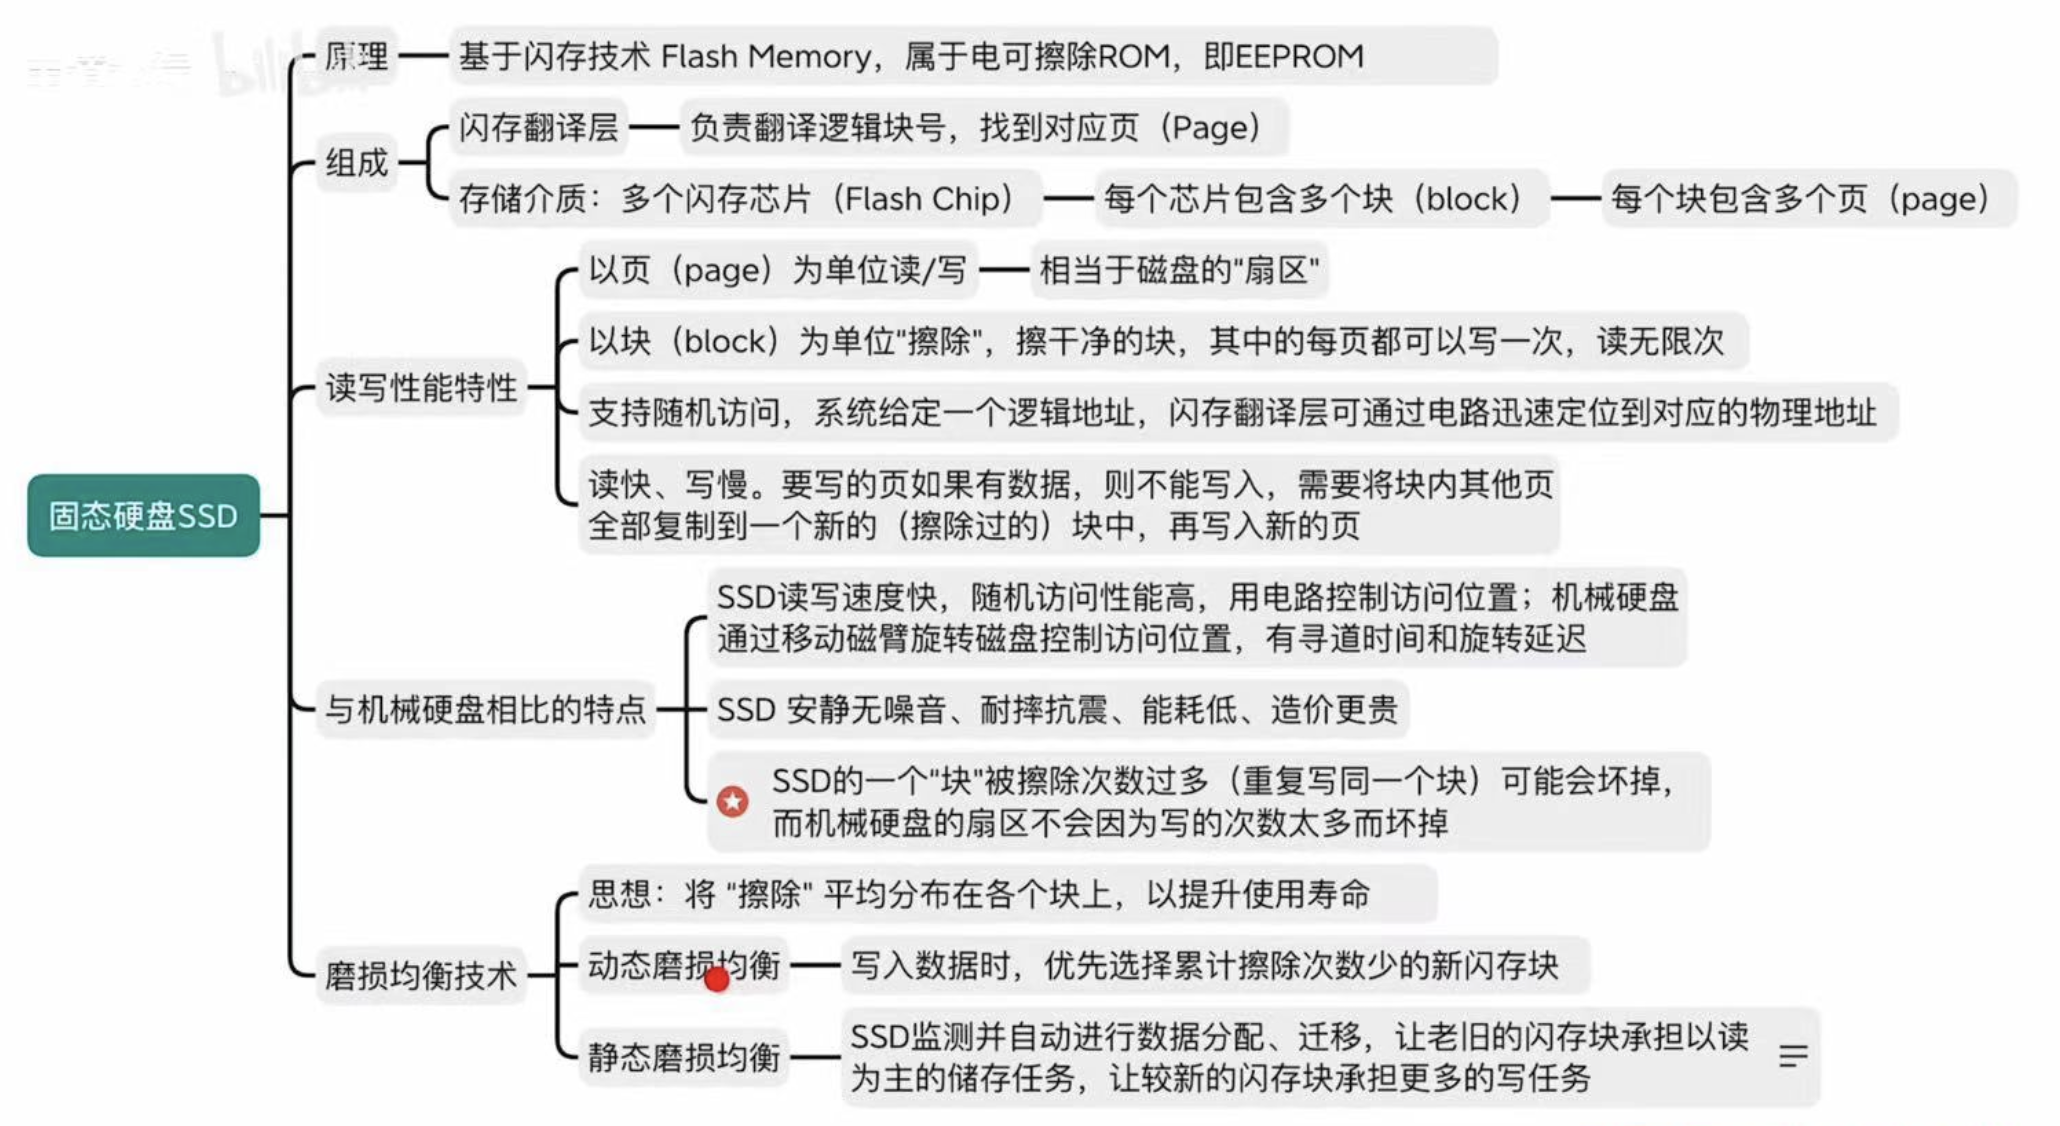 原理
基于闪存技术 Flash Memory，属于电可擦除ROM，即EEPROM
组成
闪存翻译层
负责翻译逻辑块号，找到对应页（Page）
存储介质：多个闪存芯片（Flash Chip）
每个芯片包含多个块（block）
每个块包含多个页（page）
读写性能特性
以页（page）为单位读/写
相当于磁盘的"扇区"
以块（block）为单位"擦除"，擦干净的块，其中的每页都可以写一次，读无限次
支持随机访问，系统给定一个逻辑地址，闪存翻译层可通过电路迅速定位到对应的物理地址
读快、写慢。要写的页如果有数据，则不能写入，需要将块内其他页
全部复制到一个新的（擦除过的）块中，再写入新的页
固态硬盘SSD
与机械硬盘相比的特点
SSD读写速度快，随机访问性能高，用电路控制访问位置；机械硬盘
通过移动磁臂旋转磁盘控制访问位置，有寻道时间和旋转延迟
SSD 安静无噪音、耐摔抗震、能耗低、造价更贵
SSD的一个"块"被擦除次数过多（重复写同一个块）可能会坏掉，
而机械硬盘的扇区不会因为写的次数太多而坏掉
磨损均衡技术
思想：将 "擦除" 平均分布在各个块上，以提升使用寿命
动态磨损均衡
写入数据时，优先选择累计擦除次数少的新闪存块
静态磨损均衡
SSD监测并自动进行数据分配、迁移，让老旧的闪存块承担以读
为主的储存任务，让较新的闪存块承担更多的写任务